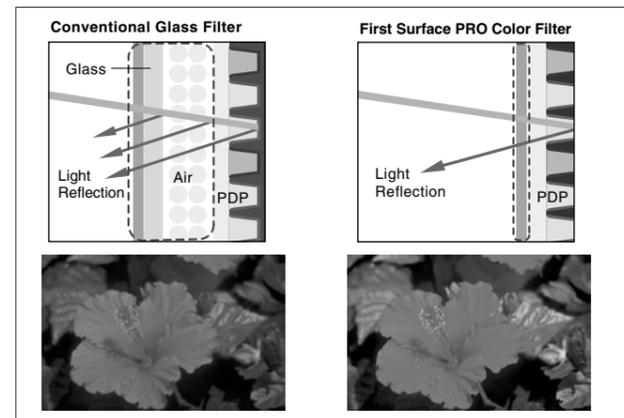 Conventional Glass Filter
First Surface PRO Color Filter
Glass
Light
Reflection
Air
PDP
Light
Reflection
PDP